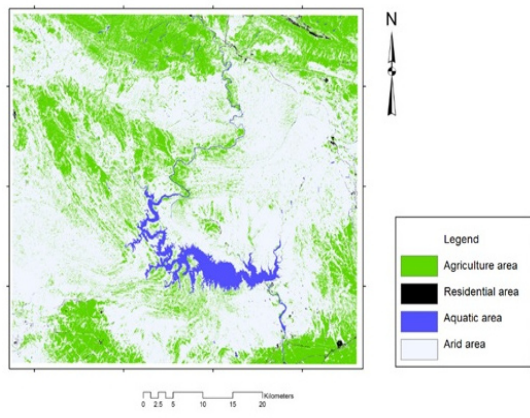 N
Legend
Agriculture area
Residential area
Aquatic area
Arid area
Kilometers
0 2.5 5 10 15 20